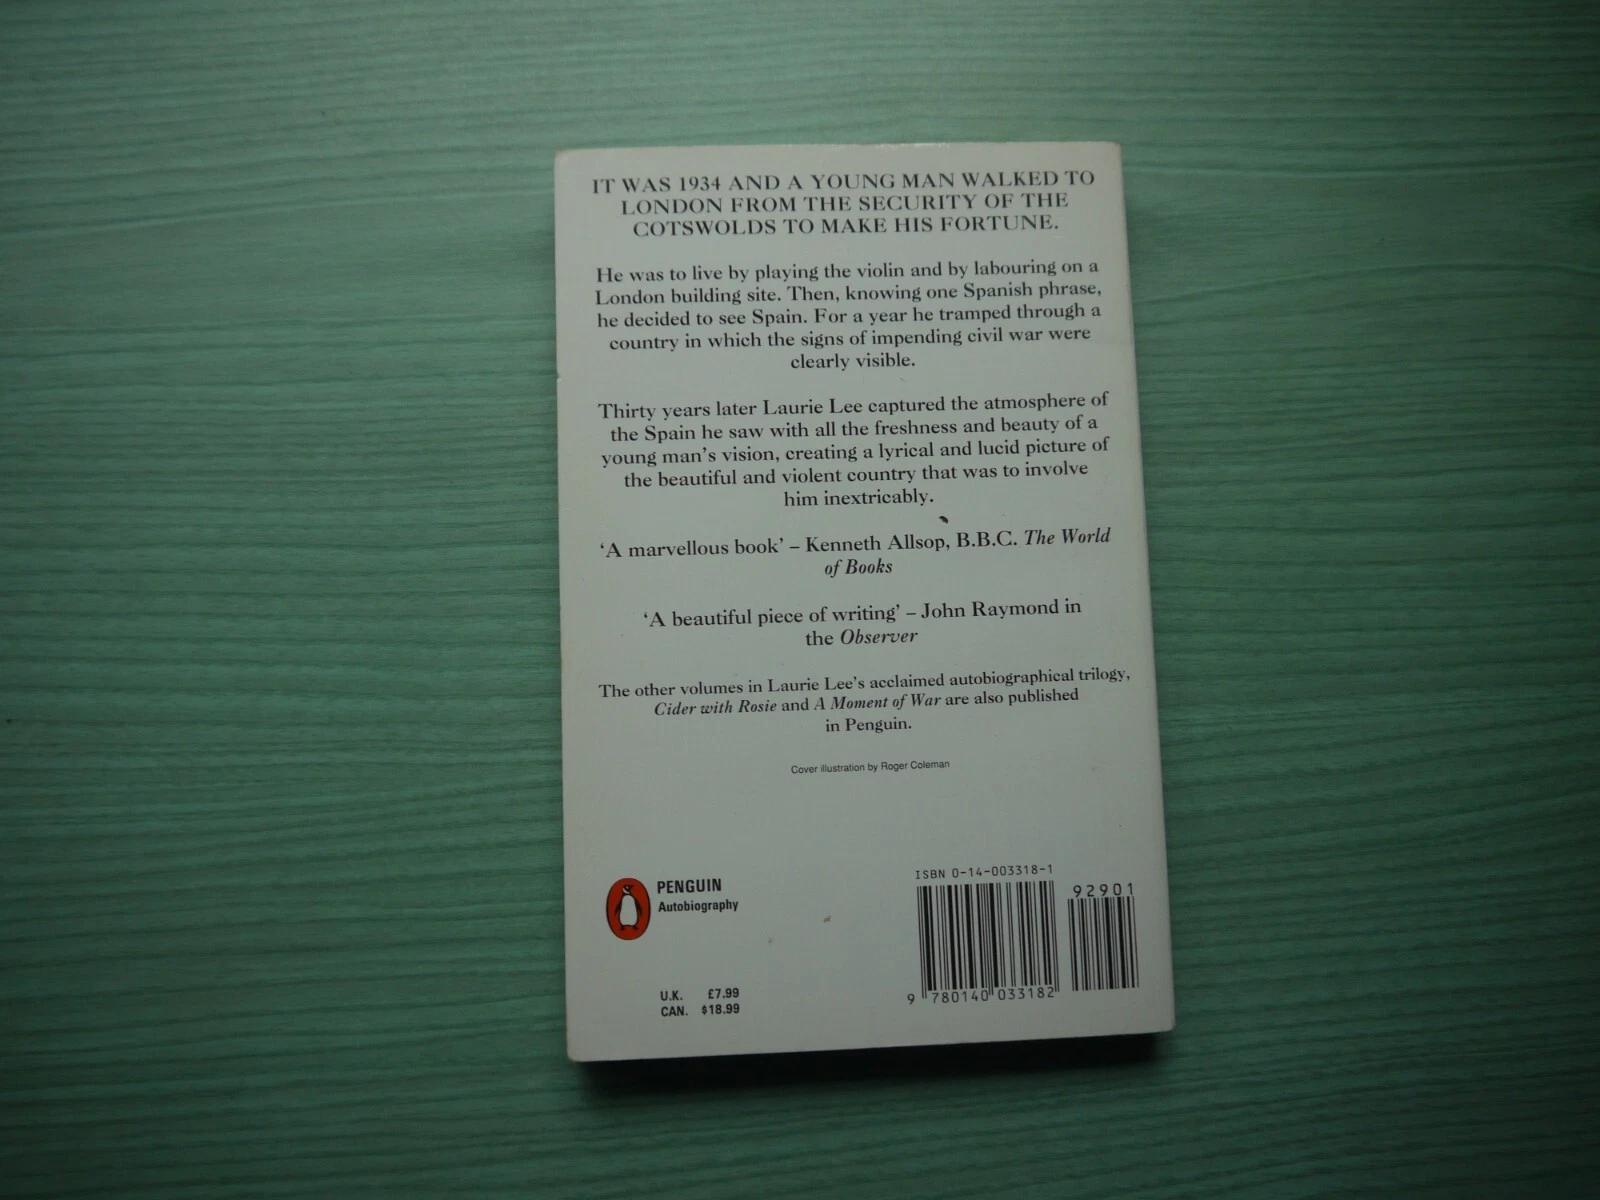 IT WAS 1934 AND A YOUNG MAN WALKED TO
LONDON FROM THE SECURITY OF THE
COTSWOLDS TO MAKE HIS FORTUNE.
He was to live by playing the violin and by labouring on a
London building site. Then, knowing one Spanish phrase,
he decided to see Spain. For a year he tramped through a
country in which the signs of impending civil war were
clearly visible.
Thirty years later Laurie Lee captured the atmosphere of
the Spain he saw with all the freshness and beauty of a
young man's vision, creating a lyrical and lucid picture of
the beautiful and violent country that was to involve
him inextricably.
'A marvellous book' – Kenneth Allsop, B.B.C. The World
of Books
'A beautiful piece of writing' – John Raymond in
the Observer
The other volumes in Laurie Lee's acclaimed autobiographical trilogy,
Cider with Rosie and A Moment of War are also published
in Penguin.
Cover illustration by Roger Coleman
PENGUIN
Autobiography
U.K. £7.99
CAN. $18.99
ISBN 0-14-003318-1
92901
9 780140 033182